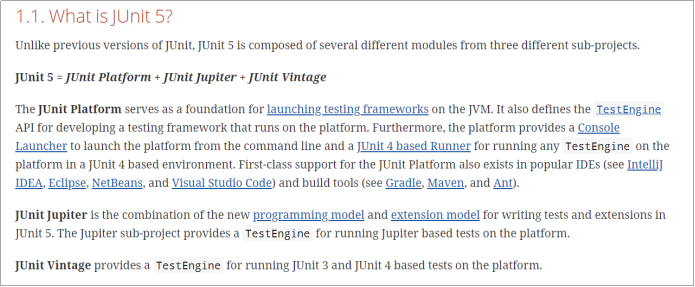 1.1. What is JUnit 5?
Unlike previous versions of JUnit, JUnit 5 is composed of several different modules from three different sub-projects.
JUnit 5 = JUnit Platform + JUnit Jupiter + JUnit Vintage
The JUnit Platform serves as a foundation for launching testing frameworks on the JVM. It also defines the TestEngine
API for developing a testing framework that runs on the platform. Furthermore, the platform provides a Console
Launcher to launch the platform from the command line and a JUnit 4 based Runner for running any TestEngine on the
platform in a JUnit 4 based environment. First-class support for the JUnit Platform also exists in popular IDEs (see IntelliJ
IDEA, Eclipse, NetBeans, and Visual Studio Code) and build tools (see Gradle, Maven, and Ant).
JUnit Jupiter is the combination of the new programming model and extension model for writing tests and extensions in
JUnit 5. The Jupiter sub-project provides a TestEngine for running Jupiter based tests on the platform.
JUnit Vintage provides a TestEngine for running JUnit 3 and JUnit 4 based tests on the platform.